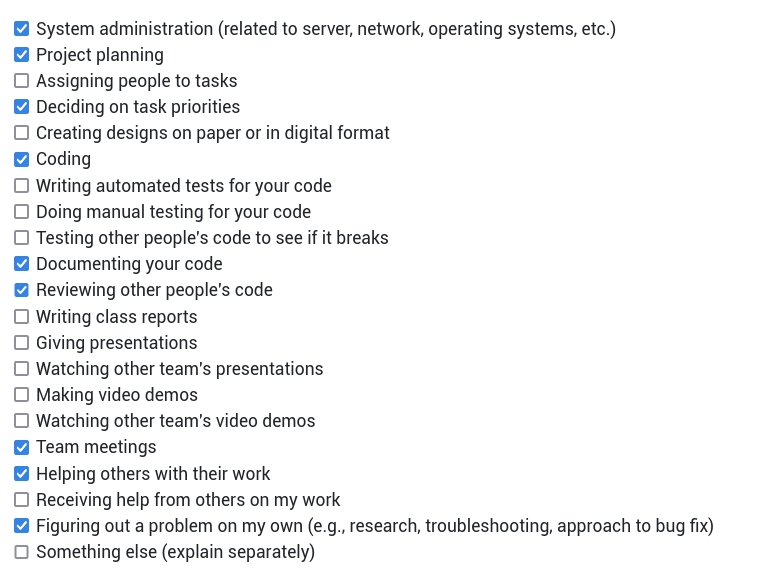 System administration (related to server, network, operating systems, etc.)
Project planning
Assigning people to tasks
Deciding on task priorities
Creating designs on paper or in digital format
Coding
Writing automated tests for your code
Doing manual testing for your code
Testing other people's code to see if it breaks
Documenting your code
Reviewing other people's code
Writing class reports
Giving presentations
Watching other team's presentations
Making video demos
Watching other team's video demos
Team meetings
Helping others with their work
Receiving help from others on my work
Figuring out a problem on my own (e.g., research, troubleshooting, approach to bug fix)
Something else (explain separately)